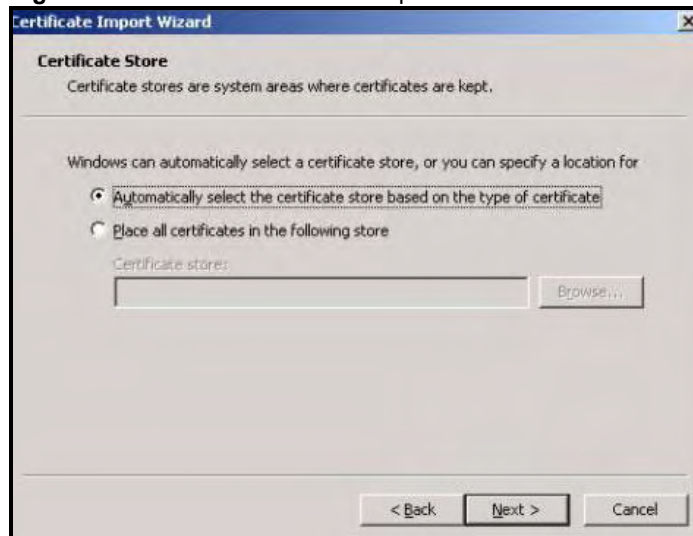 Certificate Import Wizard
Certificate Store
Certificate stores are system areas where certificates are kept.
Windows can automatically select a certificate store, or you can specify a location for
Automatically select the certificate store based on the type of certificate
Place all certificates in the following store
Certificate store:
Browse...
< Back
Next >
Cancel